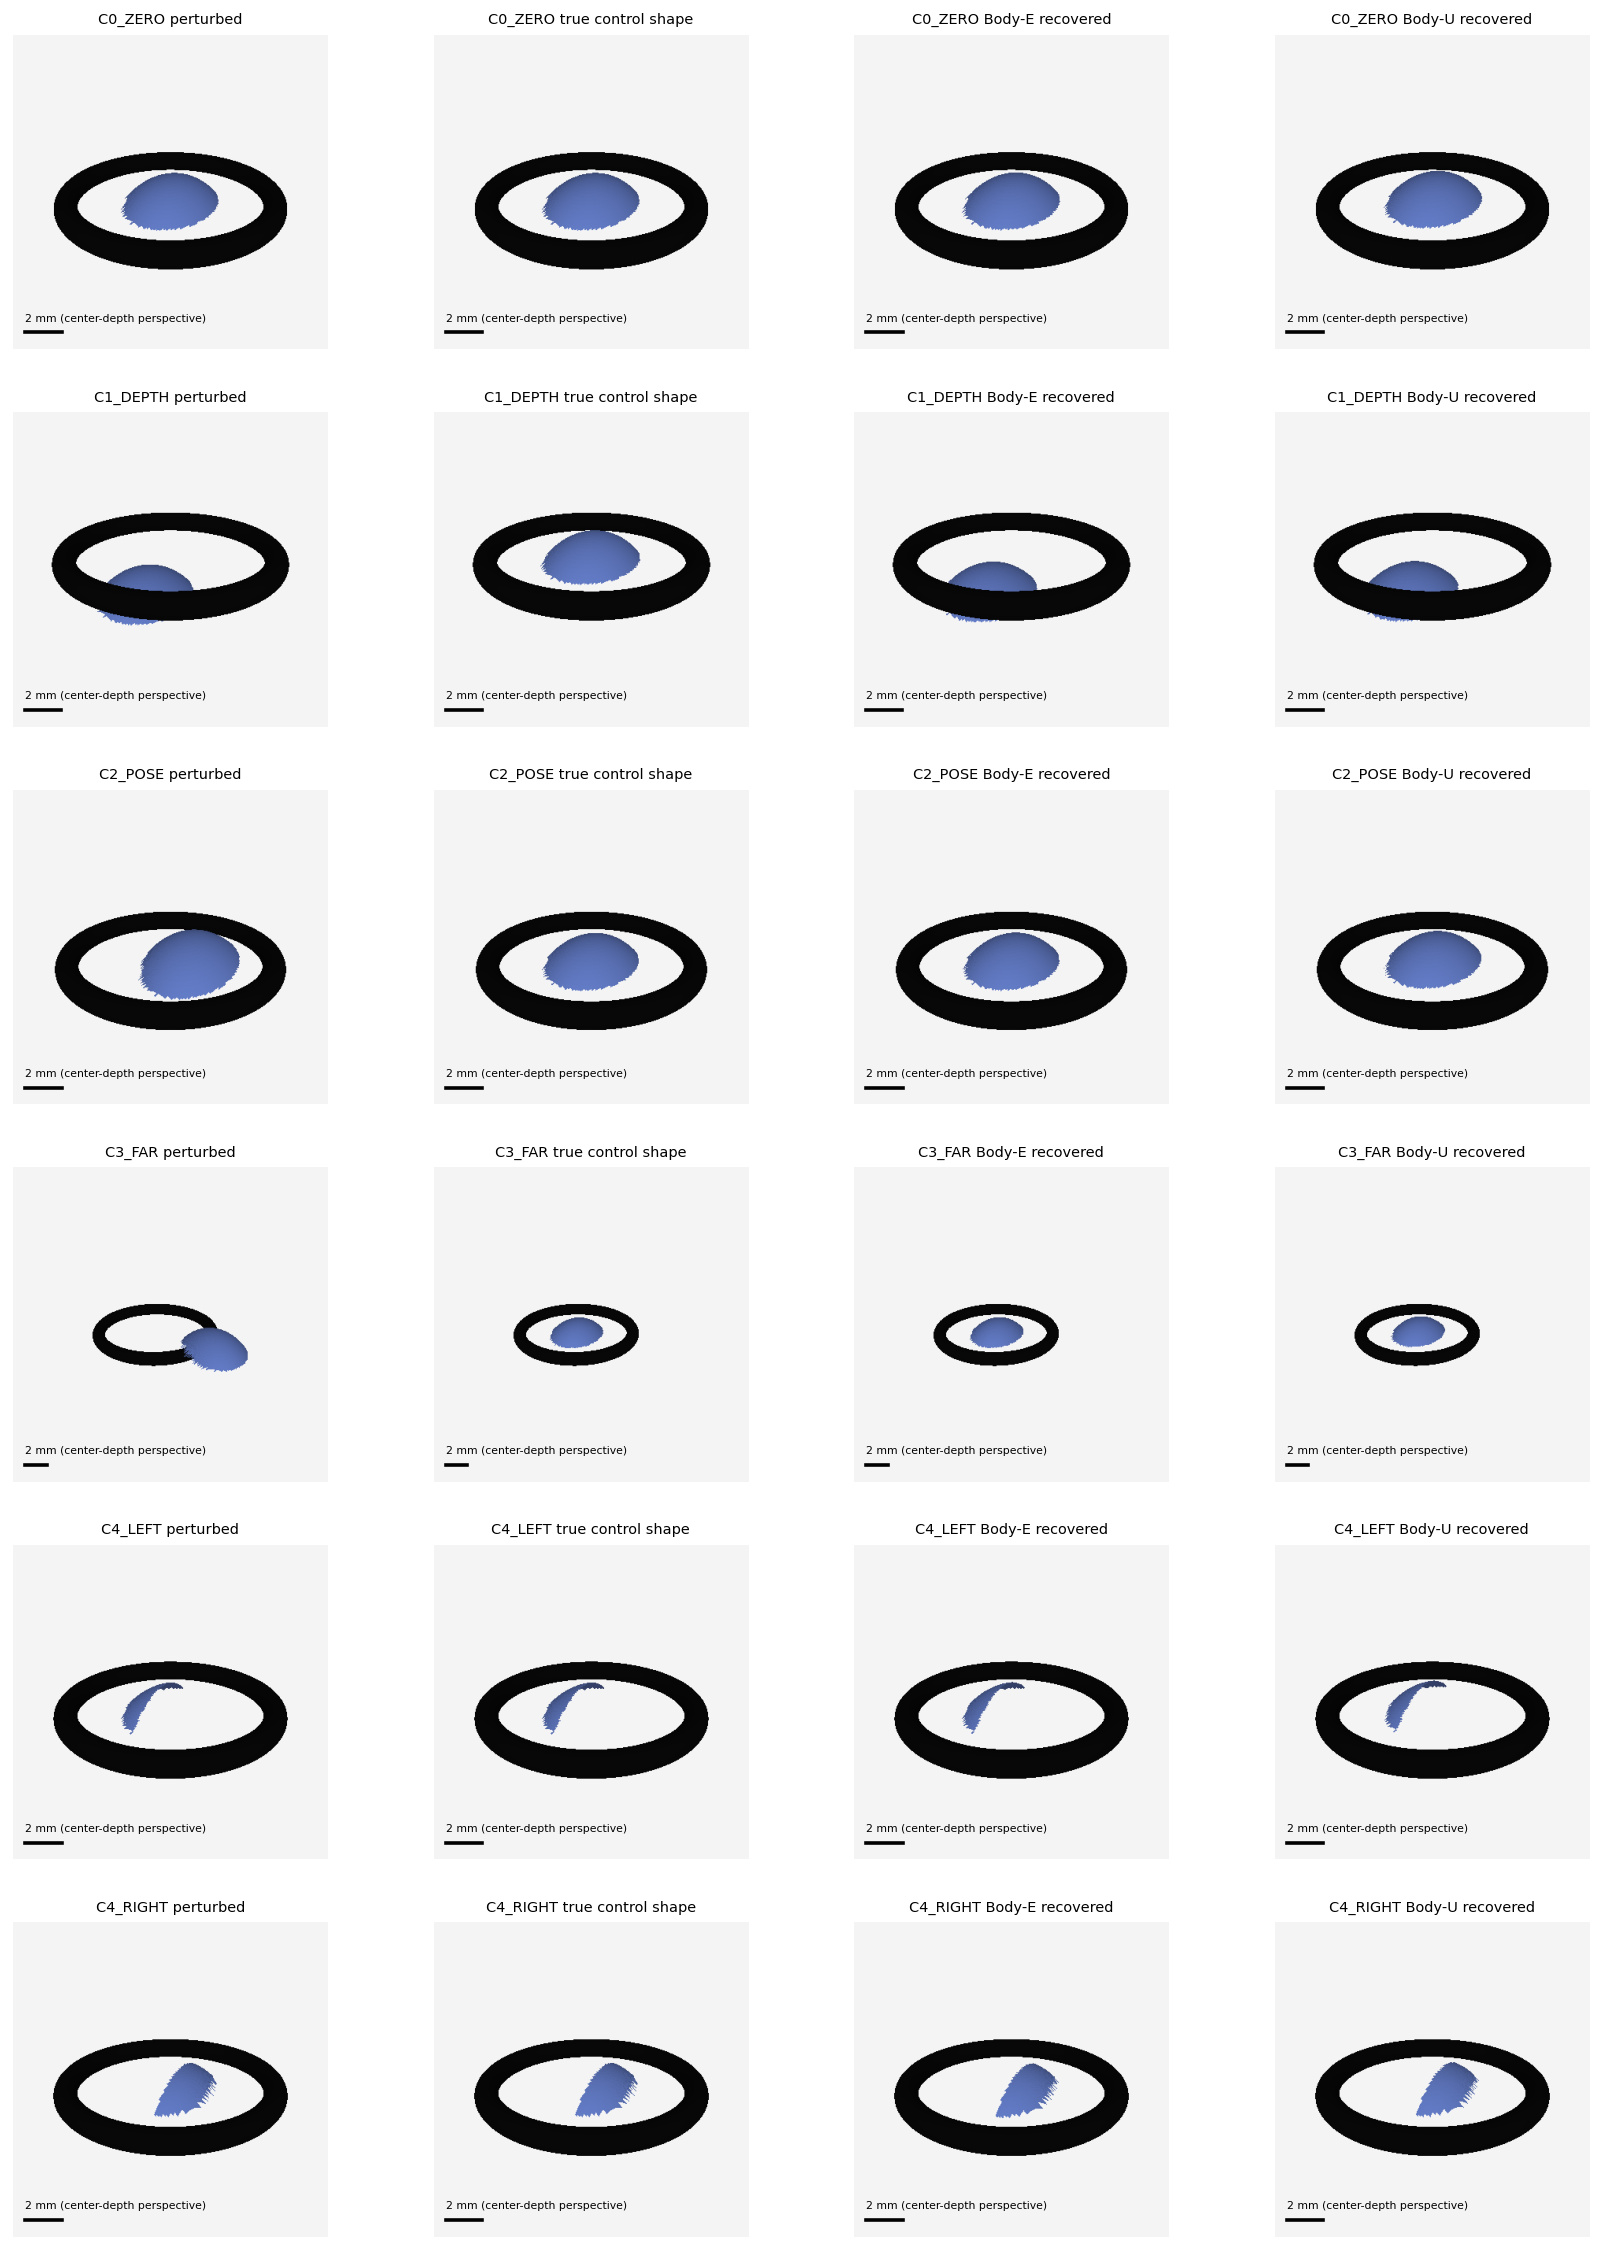 C0_ZERO perturbed
C0_ZERO true control shape
C0_ZERO Body-E recovered
C0_ZERO Body-U recovered
2 mm (center-depth perspective)
2 mm (center-depth perspective)
2 mm (center-depth perspective)
2 mm (center-depth perspective)
C1_DEPTH perturbed
C1_DEPTH true control shape
C1_DEPTH Body-E recovered
C1_DEPTH Body-U recovered
2 mm (center-depth perspective)
2 mm (center-depth perspective)
2 mm (center-depth perspective)
2 mm (center-depth perspective)
C2_POSE perturbed
C2_POSE true control shape
C2_POSE Body-E recovered
C2_POSE Body-U recovered
2 mm (center-depth perspective)
2 mm (center-depth perspective)
2 mm (center-depth perspective)
2 mm (center-depth perspective)
C3_FAR perturbed
C3_FAR true control shape
C3_FAR Body-E recovered
C3_FAR Body-U recovered
2 mm (center-depth perspective)
2 mm (center-depth perspective)
2 mm (center-depth perspective)
2 mm (center-depth perspective)
C4_LEFT perturbed
C4_LEFT true control shape
C4_LEFT Body-E recovered
C4_LEFT Body-U recovered
2 mm (center-depth perspective)
2 mm (center-depth perspective)
2 mm (center-depth perspective)
2 mm (center-depth perspective)
C4_RIGHT perturbed
C4_RIGHT true control shape
C4_RIGHT Body-E recovered
C4_RIGHT Body-U recovered
2 mm (center-depth perspective)
2 mm (center-depth perspective)
2 mm (center-depth perspective)
2 mm (center-depth perspective)